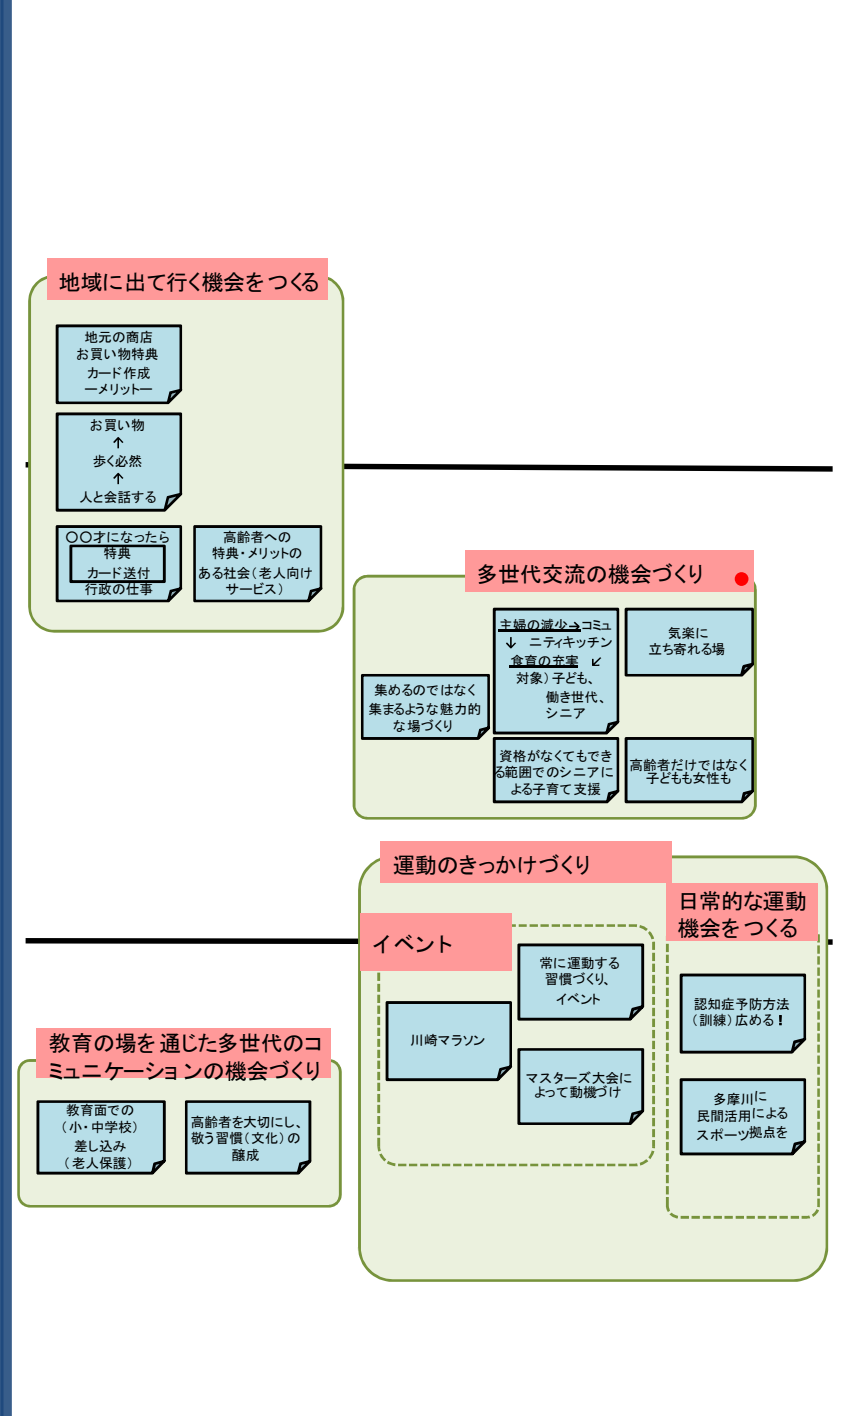 地域に出て行く機会をつくる
地元の商店
お買い物特典
カード作成
ーメリットー
お買い物
↑
歩く必然
↑
人と会話する
〇〇才になったら
特典
カード送付
行政の仕事
高齢者への
特典・メリットの
ある社会(老人向け
サービス)
多世代交流の機会づくり
集めるのではなく
集まるような魅力的
な場づくり
主婦の減少→コミュ
↓ ニティキッチン
食育の充実 ↙
対象)子ども、
働き世代、
シニア
気楽に
立ち寄れる場
資格がなくてもでき
る範囲でのシニアに
よる子育て支援
高齢者だけではなく
子どもも女性も
運動のきっかけづくり
イベント
常に運動する
習慣づくり、
イベント
川崎マラソン
マスターズ大会に
よって動機づけ
日常的な運動
機会をつくる
認知症予防方法
(訓練)広める!
多摩川に
民間活用による
スポーツ拠点を
教育の場を通じた多世代のコ
ミュニケーションの機会づくり
教育面での
(小・中学校)
差し込み
(老人保護)
高齢者を大切にし、
敬う習慣(文化)の
醸成